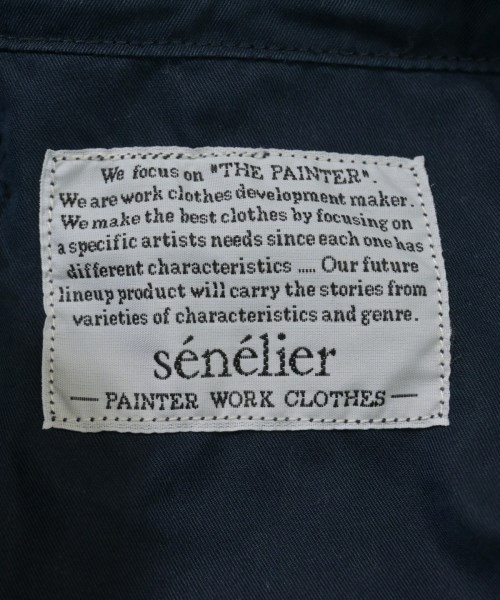 We focus on "THE PAINTER".
We are work clothes development maker.
We make the best clothes by focusing on
a specific artists needs since each one has
different characteristics ..... Our future
lineup product will carry the stories from
varieties of characteristics and genre.
sénélier
— PAINTER WORK CLOTHES —